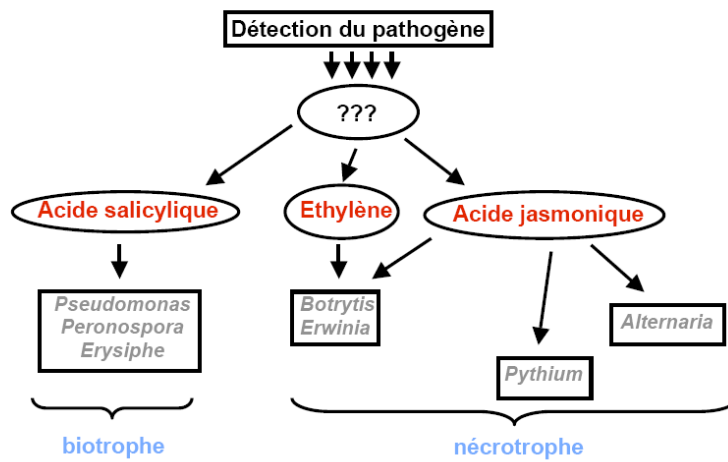 Détection du pathogène
???
Acide salicylique
Ethylène
Acide jasmonique
Pseudomonas
Peronospora
Erysiphe
Botrytis
Erwinia
Alternaria
Pythium
biotrophe
nécrotrophe